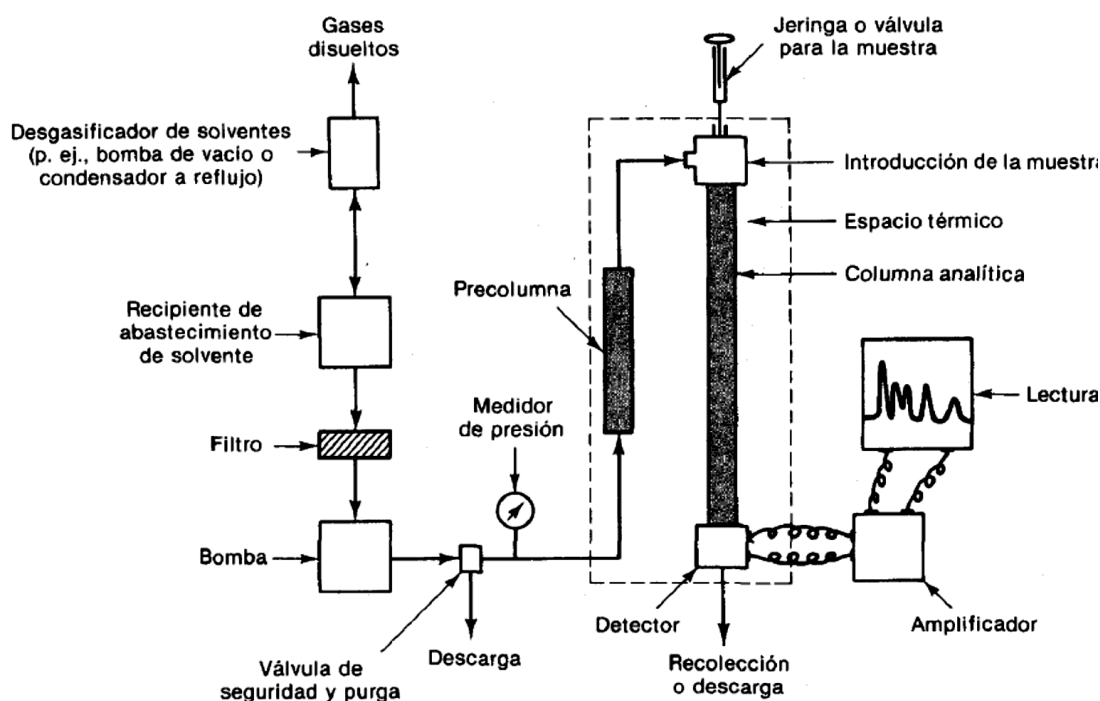 Gases
disueltos
Jeringa o válvula
para la muestra
Desgasificador de solventes
(p. ej., bomba de vacío o
condensador a reflujo)
Introducción de la muestra
Espacio térmico
Columna analítica
Precolumna
Recipiente de
abastecimiento
de solvente
Lectura
Medidor
de presión
Filtro
Bomba
Detector
Amplificador
Descarga
Válvula de
seguridad y purga
Recolección
o descarga